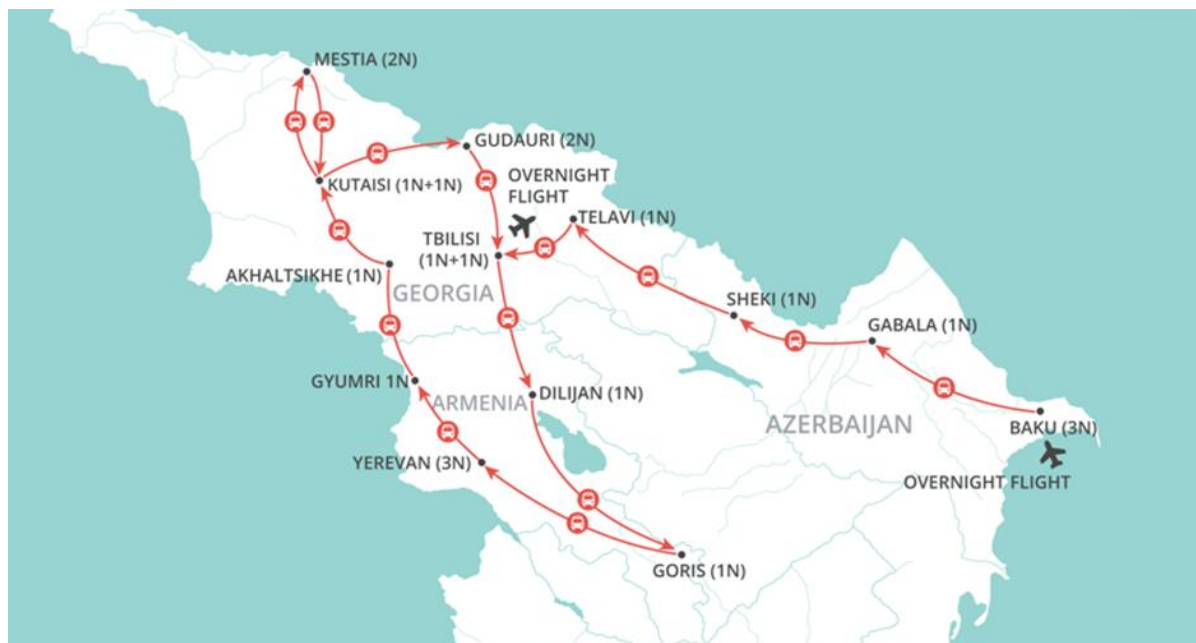 MESTIA (2N)
GUDAURI (2N)
OVERNIGHT
FLIGHT
KUTAISI (1N+1N)
TELAVI (1N)
TBILISI
(1N+1N)
AKHALTSIKHE (1N)
GEORGIA
SHEKI (1N)
GABALA (1N)
GYUMRI 1N
ARMENIA
DILIJAN (1N)
AZERBAIJAN
BAKU (3N)
YEREVAN (3N)
OVERNIGHT FLIGHT
GORIS (1N)